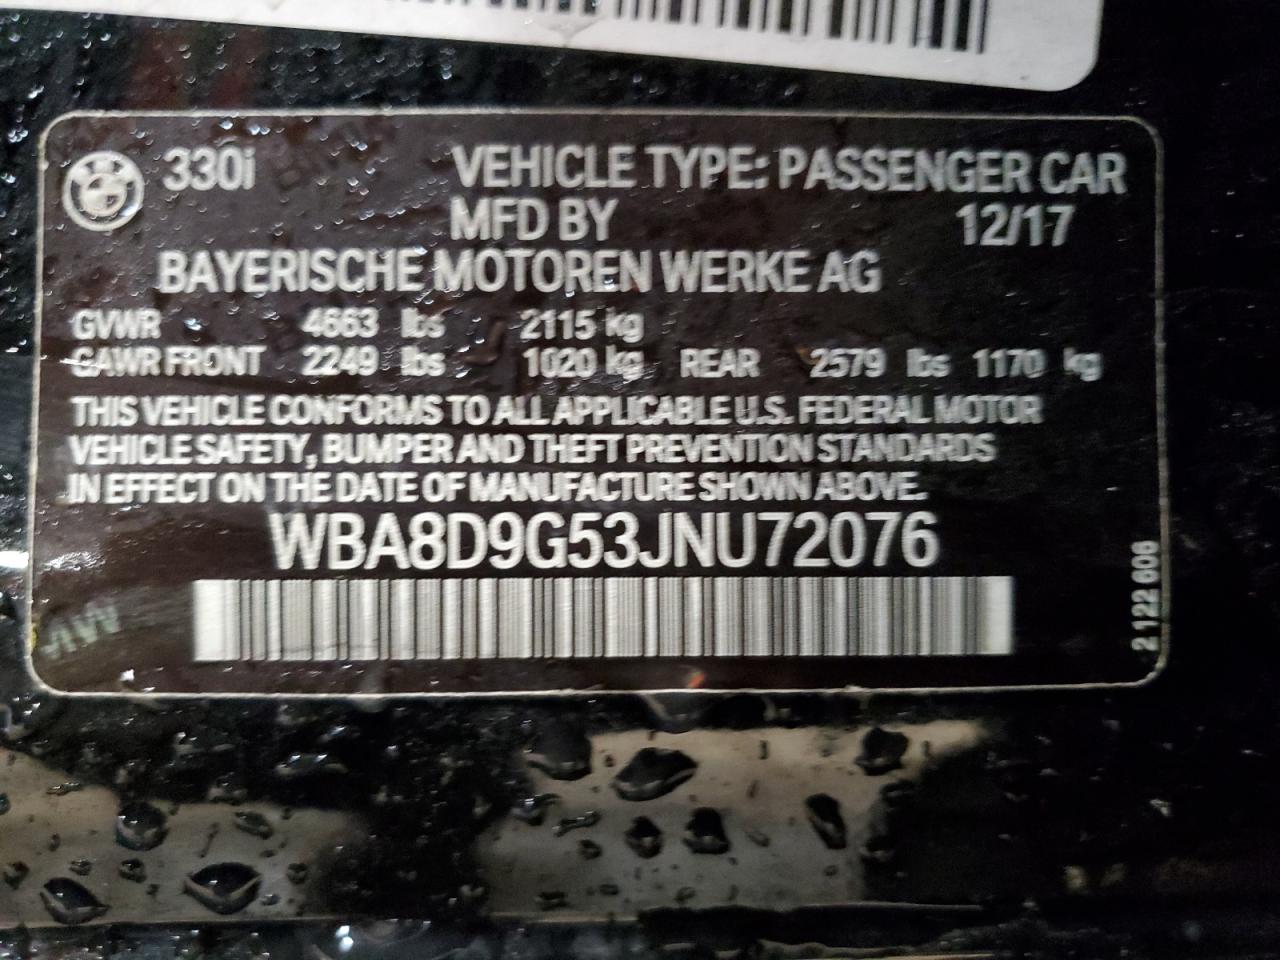 330i VEHICLE TYPE: PASSENGER CAR
MFD BY 12/17
BAYERISCHE MOTOREN WERKE AG
GVWR 4663 lbs 2115 kg
GAWR FRONT 2249 lbs 1020 kg REAR 2579 lbs 1170 kg
THIS VEHICLE CONFORMS TO ALL APPLICABLE U.S. FEDERAL MOTOR
VEHICLE SAFETY, BUMPER AND THEFT PREVENTION STANDARDS
IN EFFECT ON THE DATE OF MANUFACTURE SHOWN ABOVE.
WBA8D9G53JNU72076
2 122 606